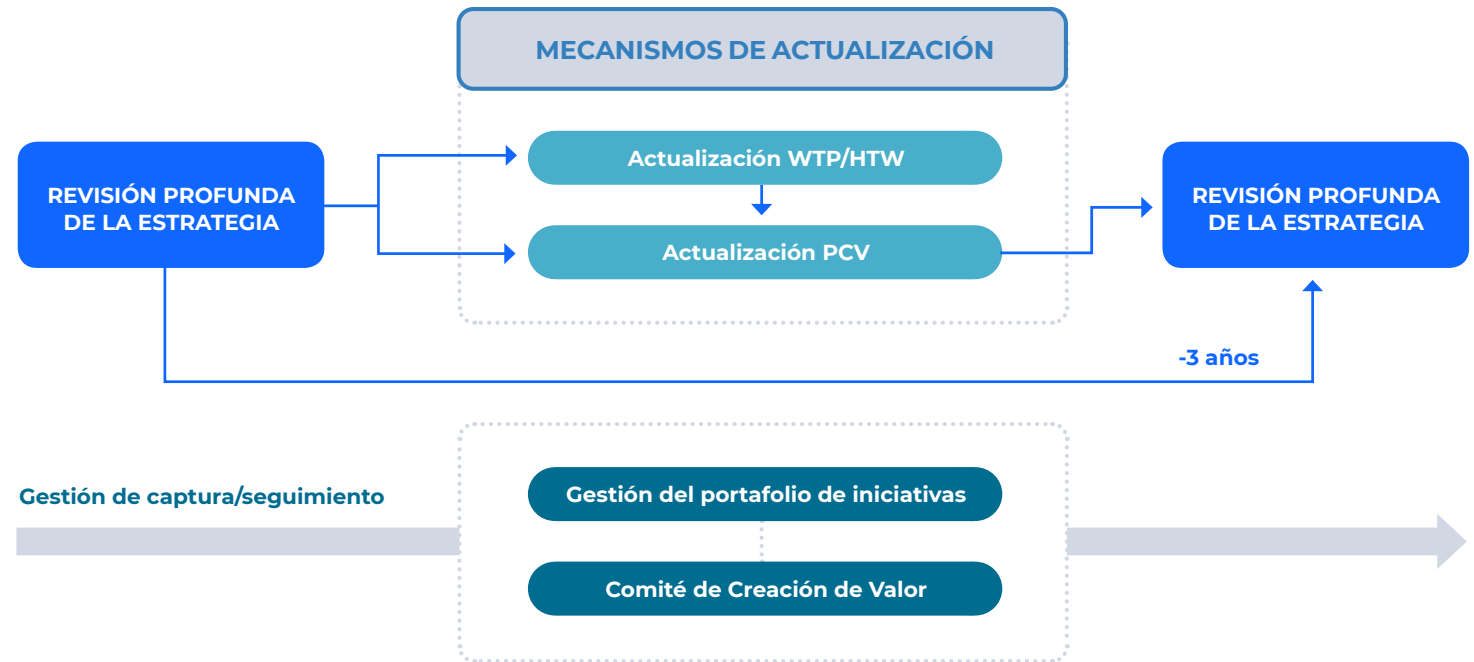 MECANISMOS DE ACTUALIZACIÓN
REVISIÓN PROFUNDA
DE LA ESTRATEGIA
Actualización WTP/HTW
Actualización PCV
REVISIÓN PROFUNDA
DE LA ESTRATEGIA
-3 años
Gestión de captura/seguimiento
Gestión del portafolio de iniciativas
Comité de Creación de Valor